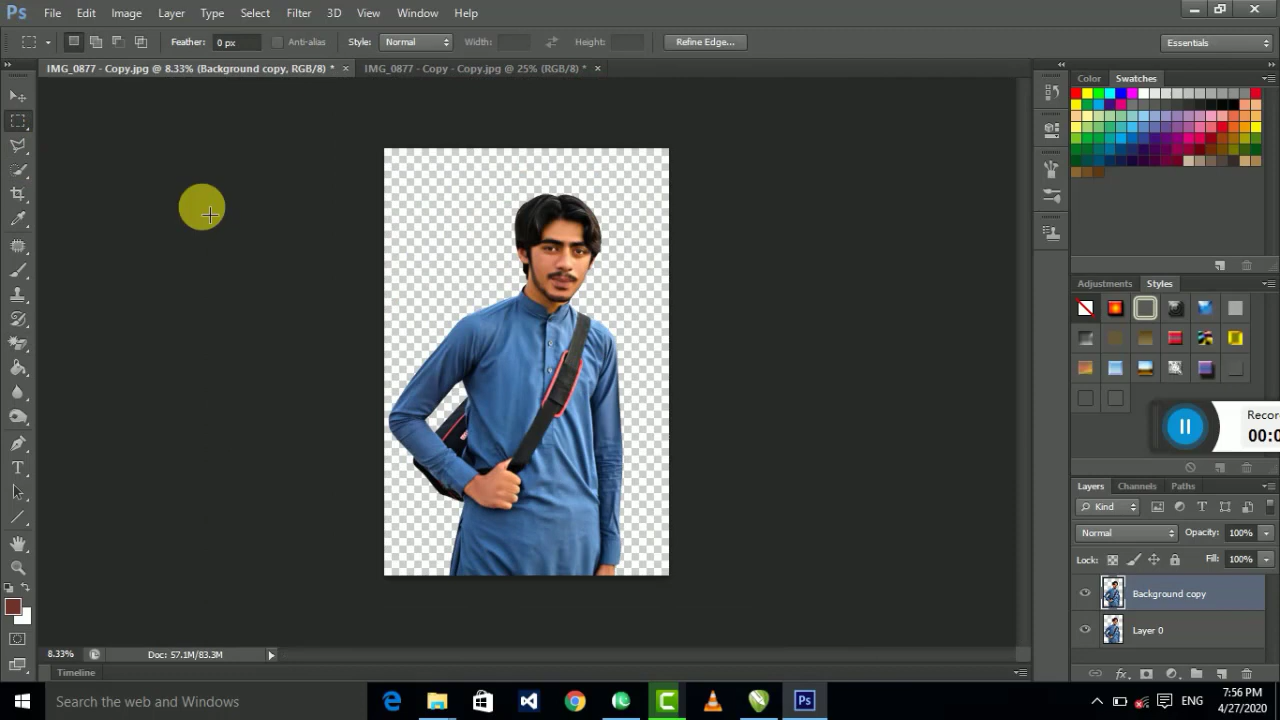 Ps File Edit Image Layer Type Select Filter 3D View Window Help
Feather: 0 px Anti-alias Style: Normal Width: Height: Refine Edge... Essentials
IMG_0877 - Copy.jpg @ 8.33% (Background copy, RGB/8) * × IMG_0877 - Copy - Copy.jpg @ 25% (RGB/8) * ×
Color Swatches
Adjustments Styles
Recor
00:0
Layers Channels Paths
Kind
Normal Opacity: 100%
Lock: Fill: 100%
Background copy
Layer 0
8.33% Doc: 57.1M/83.3M
Timeline
Search the web and Windows
Ps
ENG
7:56 PM
4/27/2020